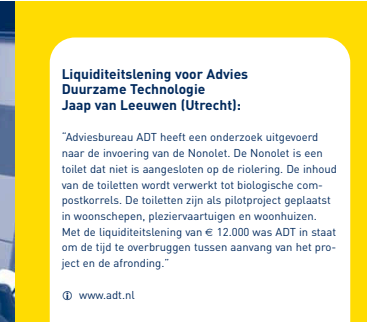 Liquiditeitslening voor Advies
Duurzame Technologie
Jaap van Leeuwen (Utrecht):
"Adviesbureau ADT heeft een onderzoek uitgevoerd
naar de invoering van de Nonolet. De Nonolet is een
toilet dat niet is aangesloten op de riolering. De inhoud
van de toiletten wordt verwerkt tot biologische com-
postkorrels. De toiletten zijn als pilotproject geplaatst
in woonschepen, pleziervaartuigen en woonhuizen.
Met de liquiditeitslening van € 12.000 was ADT in staat
om de tijd te overbruggen tussen aanvang van het pro-
ject en de afronding."
www.adt.nl